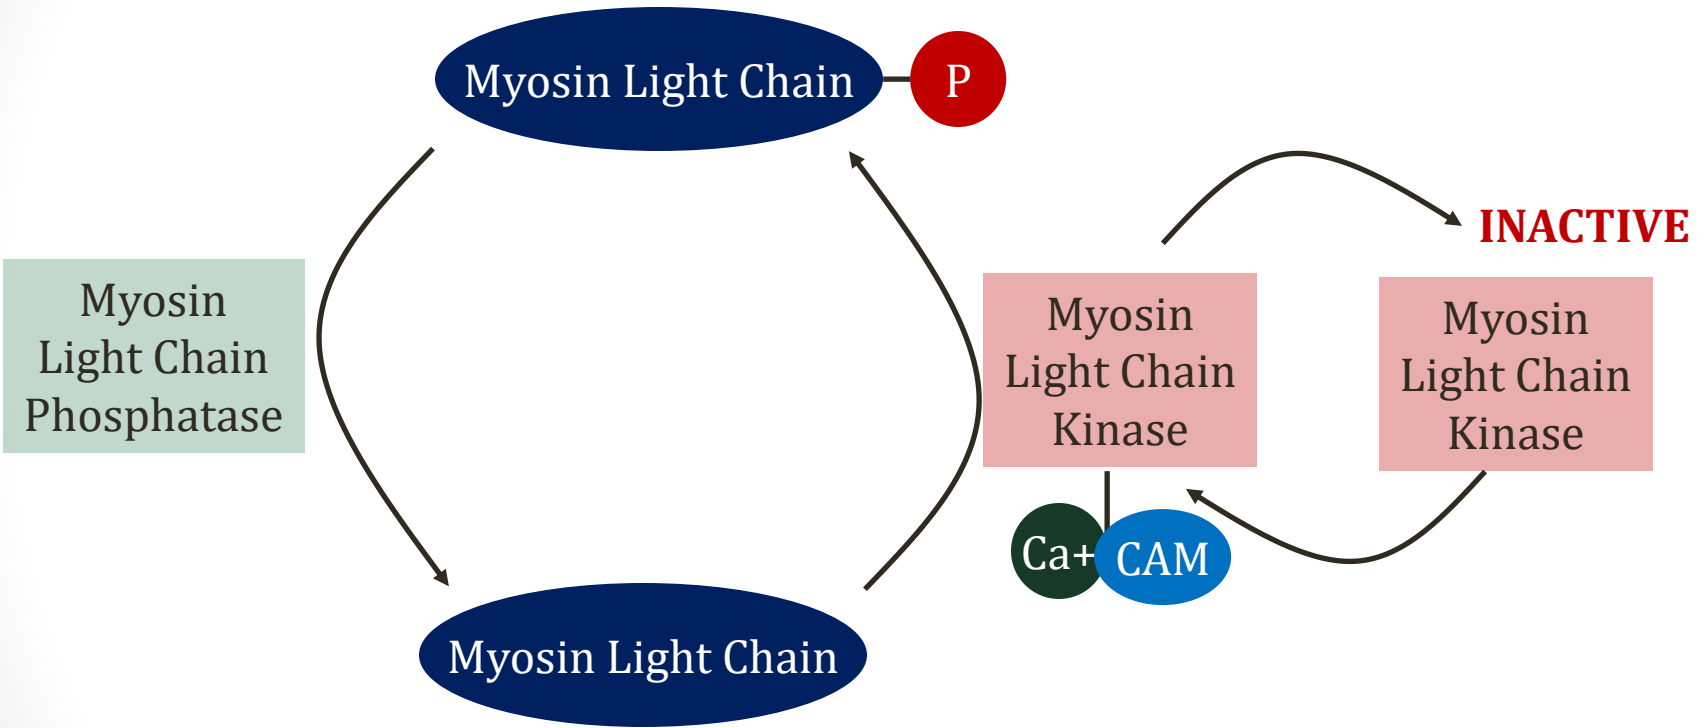 Myosin Light Chain
P
INACTIVE
Myosin
Light Chain
Phosphatase
Myosin
Light Chain
Kinase
Myosin
Light Chain
Kinase
Ca+
CAM
Myosin Light Chain